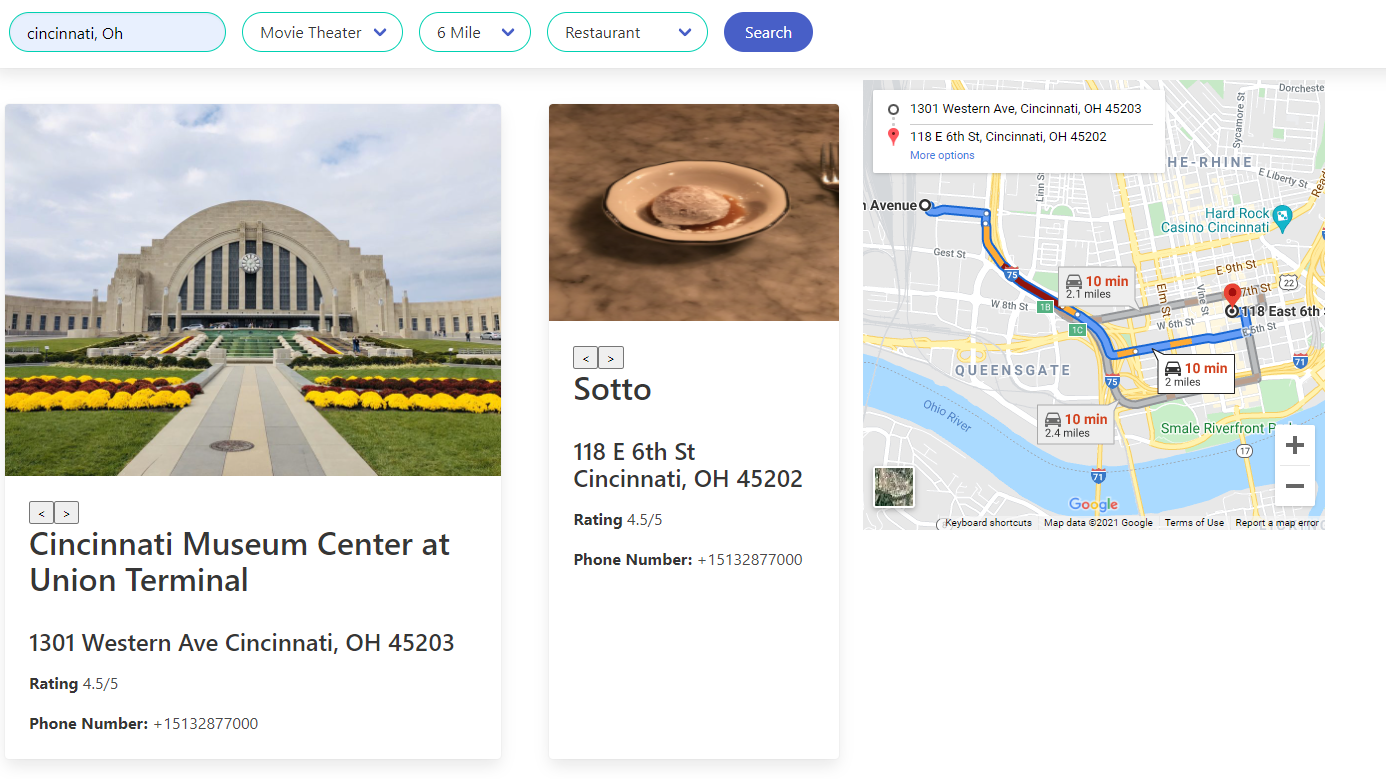 cincinnati, Oh
Movie Theater
6 Mile
Restaurant
Search
< >
Cincinnati Museum Center at
Union Terminal
1301 Western Ave Cincinnati, OH 45203
Rating 4.5/5
Phone Number: +15132877000
< >
Sotto
118 E 6th St
Cincinnati, OH 45202
Rating 4.5/5
Phone Number: +15132877000
1301 Western Ave, Cincinnati, OH 45203
118 E 6th St, Cincinnati, OH 45202
More options
Dorcheste
Sycamore St
HE-RHINE
E Liberty St
Linn S
Avenue
Hard Rock
Casino Cincinnati
Gest St
75
E 9th St
10 min
2.1 miles
Elm St
Vine St
7th St
22
W 8th St
1B
118 East 6th
1C
W 6th St
E 5th St
10 min
2 miles
71
QUEENSGATE
75
Ohio River
10 min
2.4 miles
Smale Riverfront P
17
+
−
71
Google
Keyboard shortcuts
Map data ©2021 Google
Terms of Use
Report a map error